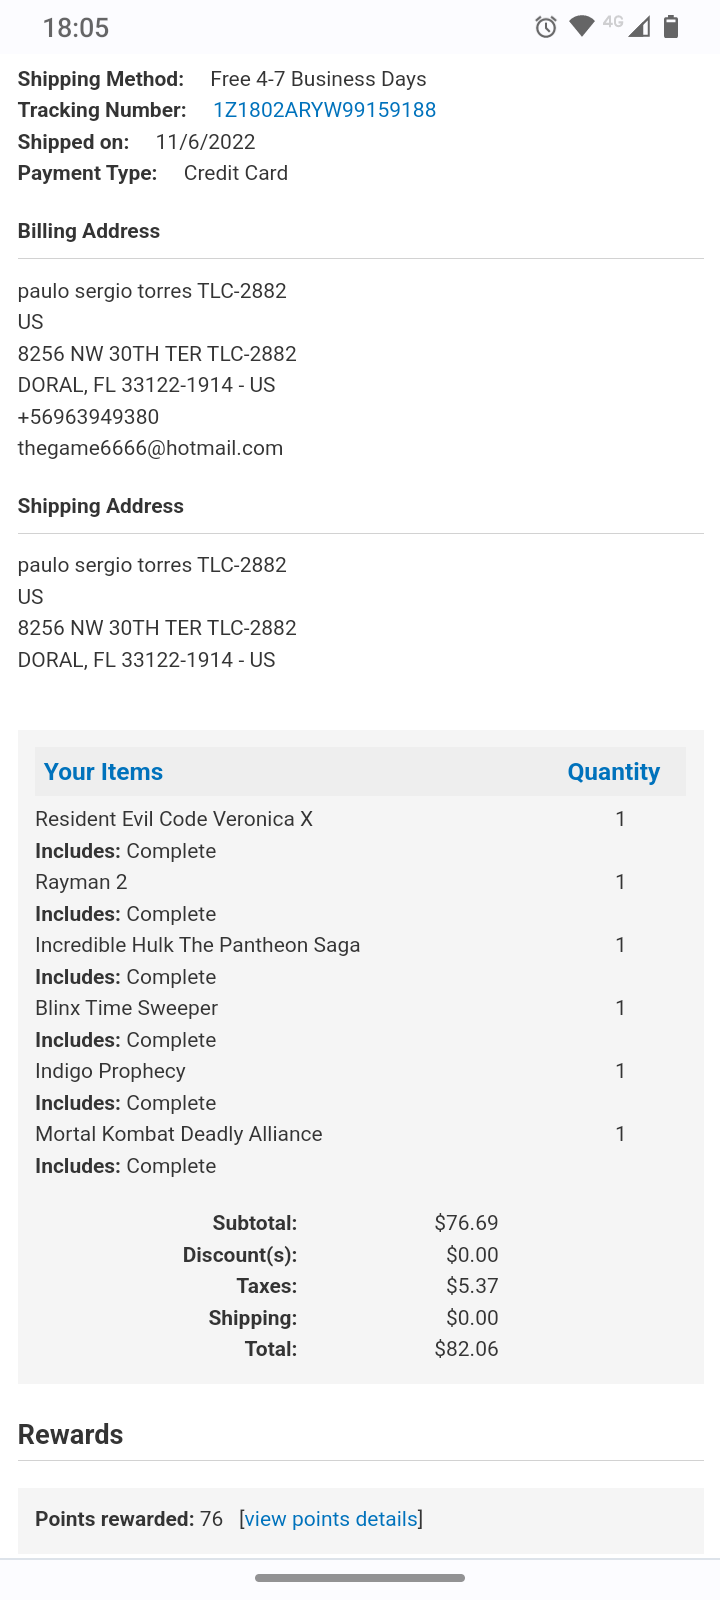 18:05
4G
Shipping Method: Free 4-7 Business Days
Tracking Number: 1Z1802ARYW99159188
Shipped on: 11/6/2022
Payment Type: Credit Card
Billing Address
paulo sergio torres TLC-2882
US
8256 NW 30TH TER TLC-2882
DORAL, FL 33122-1914 - US
+56963949380
thegame6666@hotmail.com
Shipping Address
paulo sergio torres TLC-2882
US
8256 NW 30TH TER TLC-2882
DORAL, FL 33122-1914 - US
Your Items Quantity
Resident Evil Code Veronica X 1
Includes: Complete
Rayman 2 1
Includes: Complete
Incredible Hulk The Pantheon Saga 1
Includes: Complete
Blinx Time Sweeper 1
Includes: Complete
Indigo Prophecy 1
Includes: Complete
Mortal Kombat Deadly Alliance 1
Includes: Complete
Subtotal: $76.69
Discount(s): $0.00
Taxes: $5.37
Shipping: $0.00
Total: $82.06
Rewards
Points rewarded: 76 [view points details]